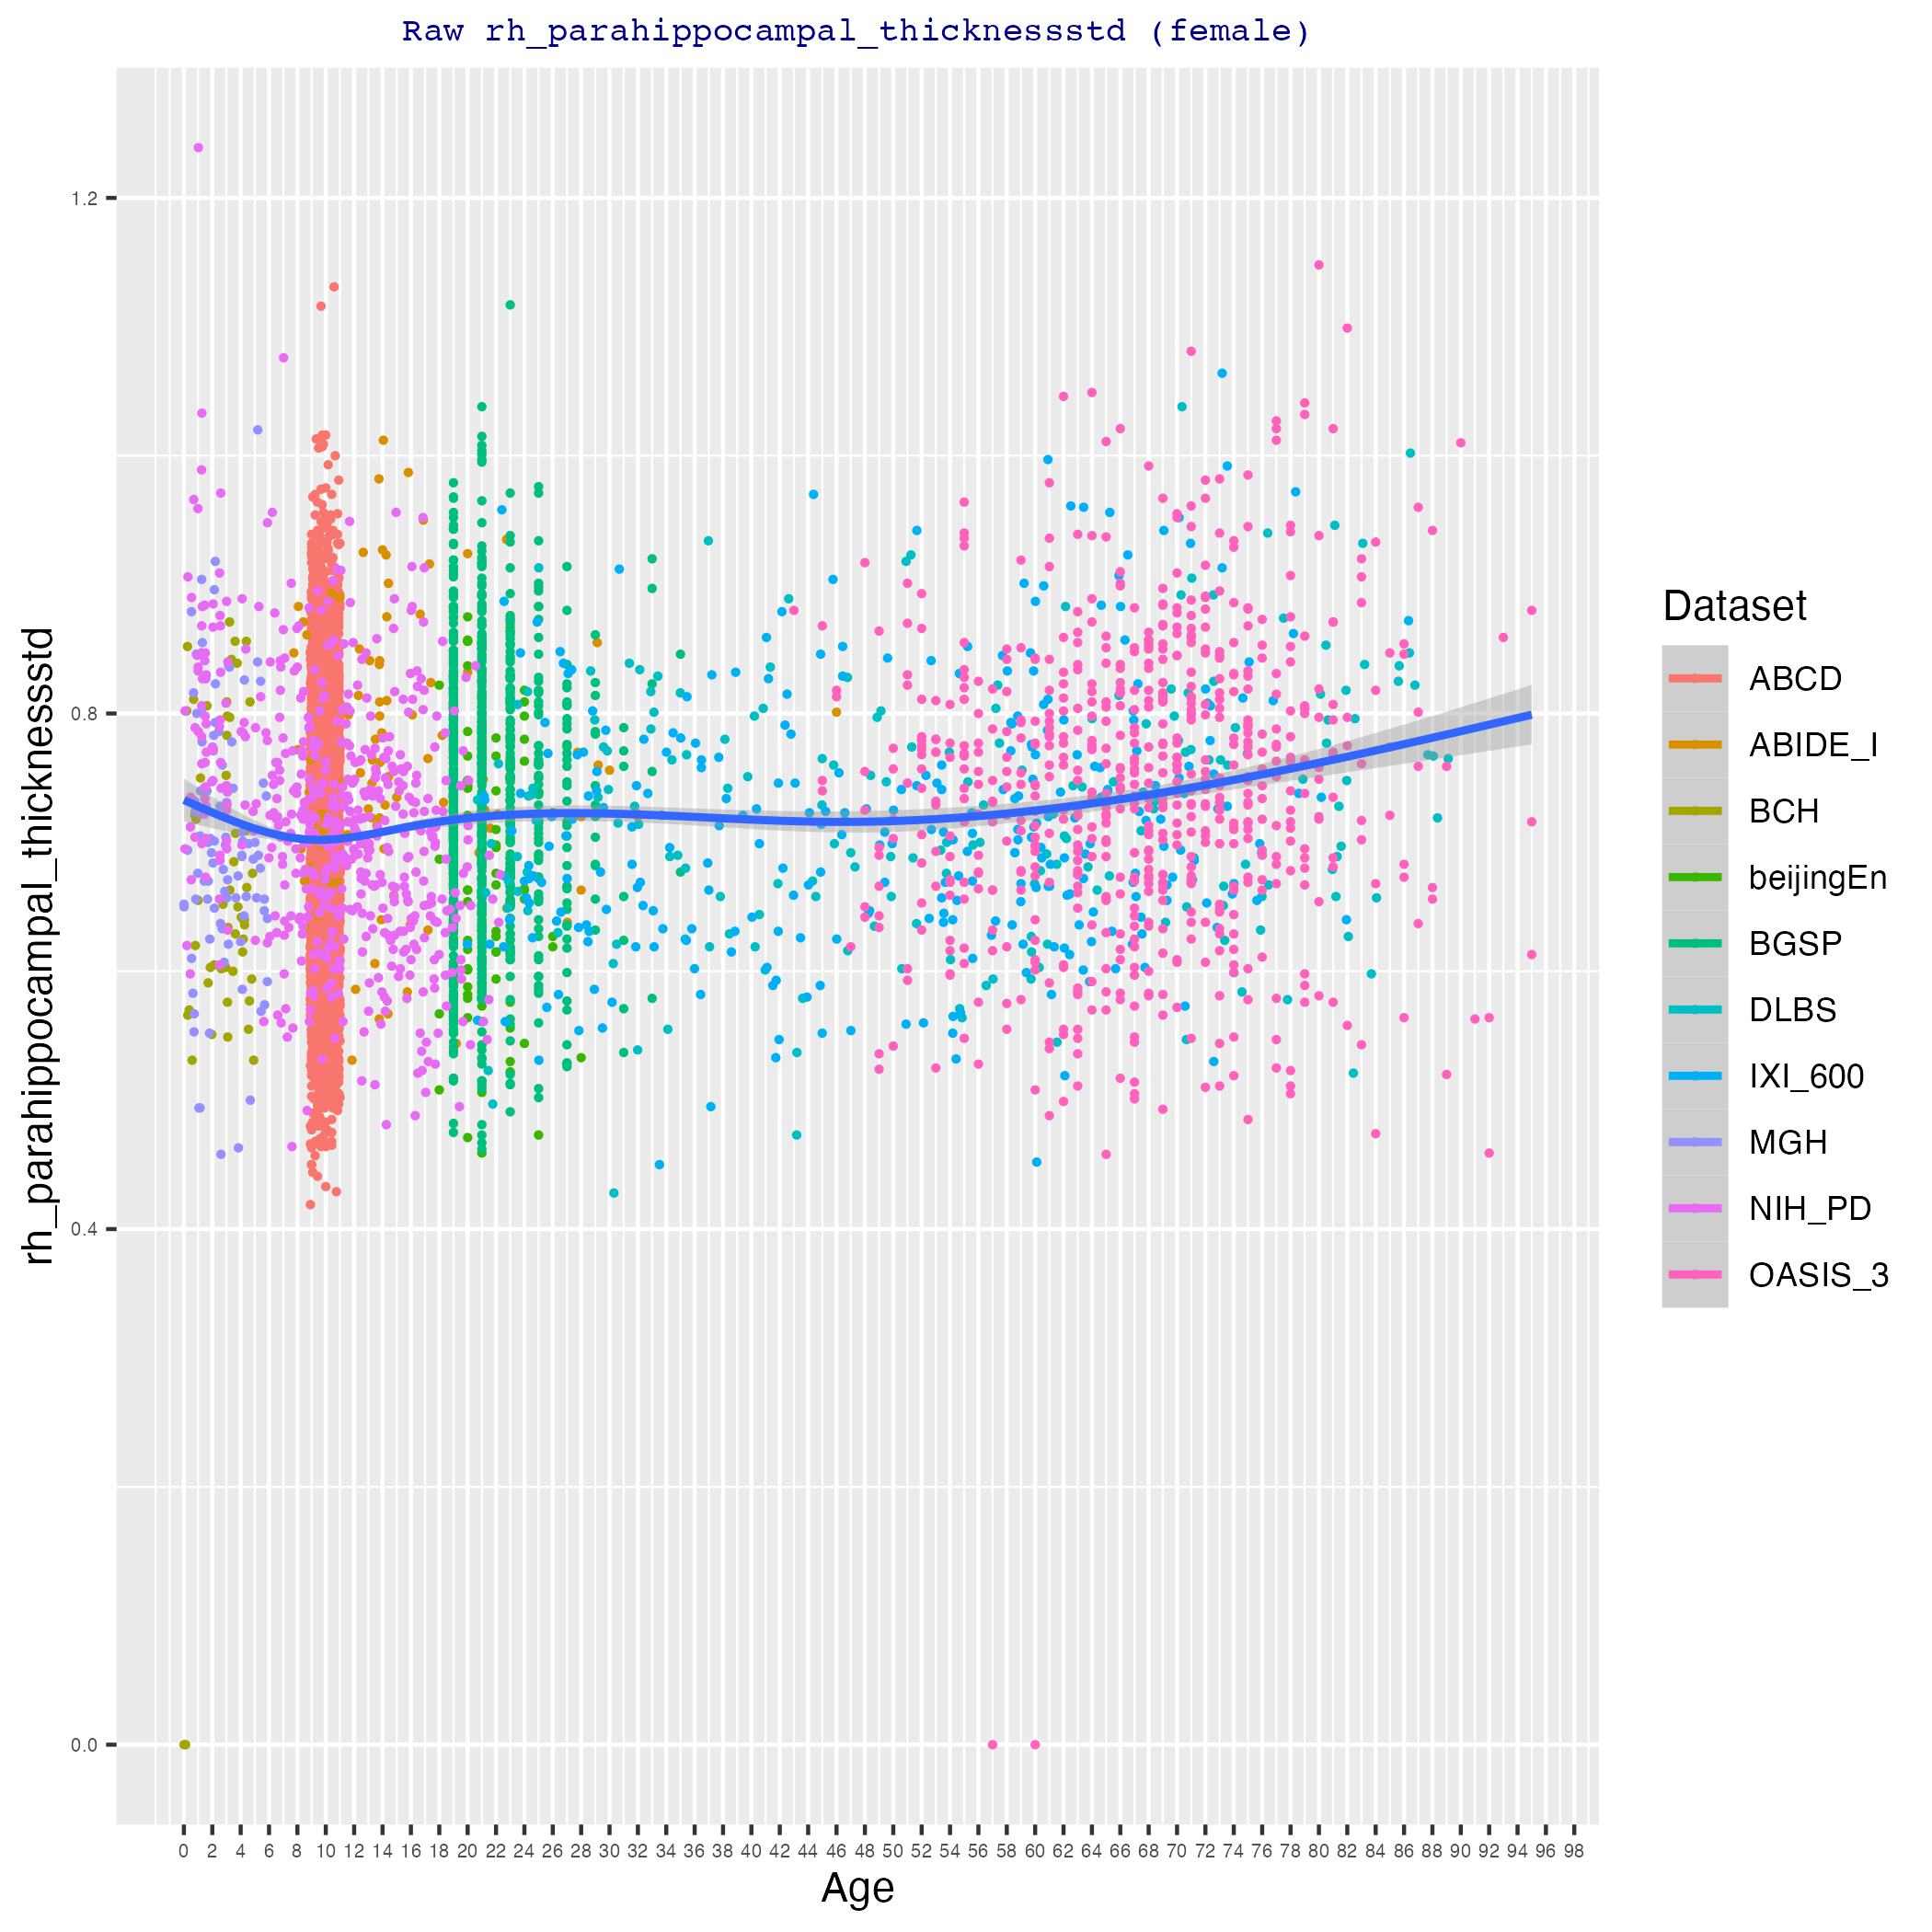 Raw rh_parahippocampal_thicknessstd (female)
rh_parahippocampal_thicknessstd
1.2
0.8
0.4
0.0
0 2 4 6 8 10 12 14 16 18 20 22 24 26 28 30 32 34 36 38 40 42 44 46 48 50 52 54 56 58 60 62 64 66 68 70 72 74 76 78 80 82 84 86 88 90 92 94 96 98
Age
Dataset
ABCD
ABIDE_I
BCH
beijingEn
BGSP
DLBS
IXI_600
MGH
NIH_PD
OASIS_3